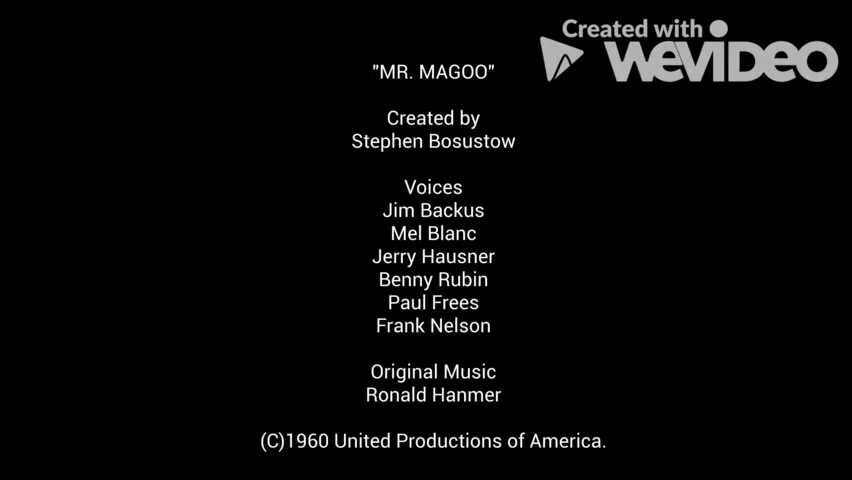 Created with
WEVIDEO
"MR. MAGOO"
Created by
Stephen Bosustow
Voices
Jim Backus
Mel Blanc
Jerry Hausner
Benny Rubin
Paul Frees
Frank Nelson
Original Music
Ronald Hanmer
(C)1960 United Productions of America.